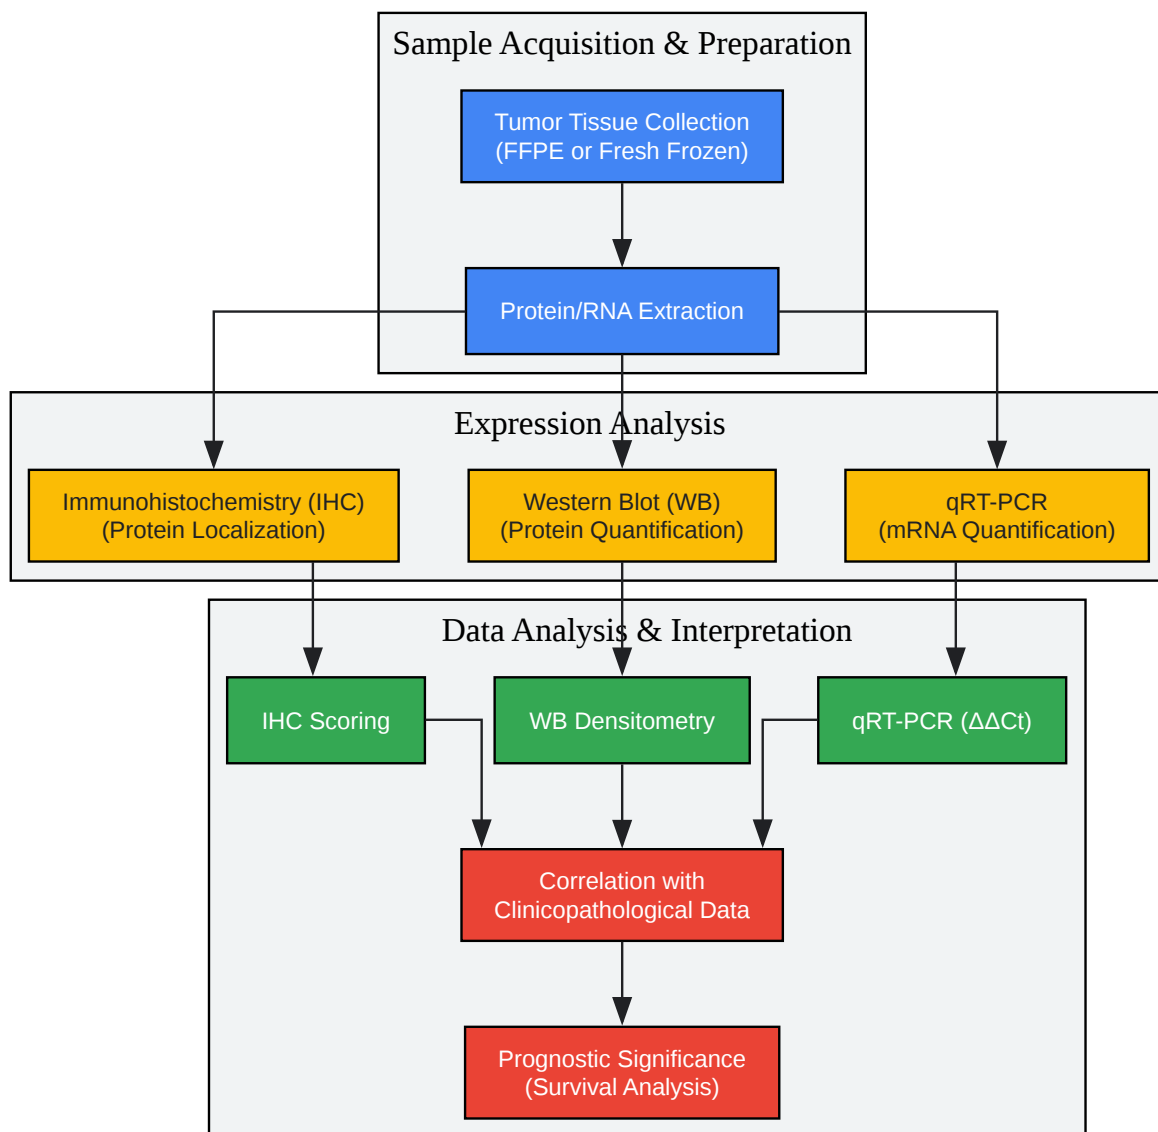 Sample Acquisition & Preparation
Tumor Tissue Collection
(FFPE or Fresh Frozen)
Protein/RNA Extraction
Expression Analysis
Immunohistochemistry (IHC)
(Protein Localization)
Western Blot (WB)
(Protein Quantification)
qRT-PCR
(mRNA Quantification)
Data Analysis & Interpretation
IHC Scoring
WB Densitometry
qRT-PCR (ΔΔCt)
Correlation with
Clinicopathological Data
Prognostic Significance
(Survival Analysis)